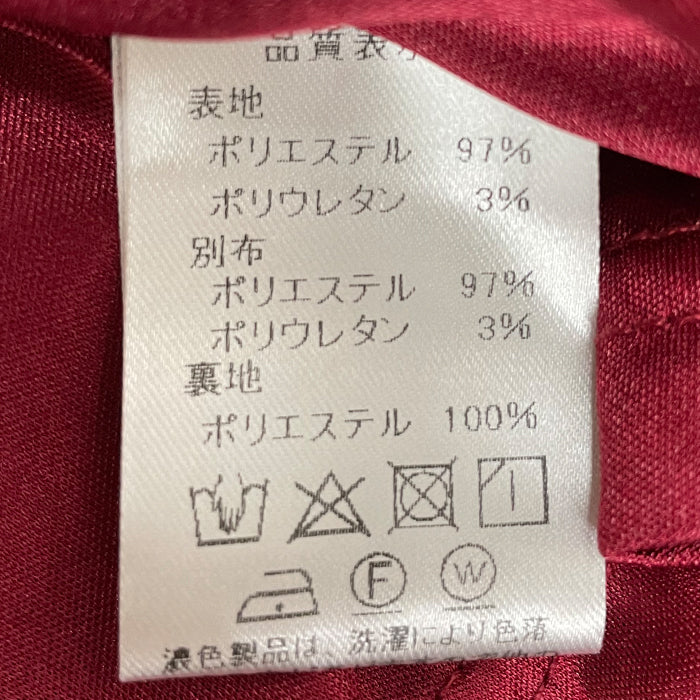 品質表示
表地
ポリエステル 97%
ポリウレタン 3%
別布
ポリエステル 97%
ポリウレタン 3%
裏地
ポリエステル 100%
F W
濃色製品は、洗濯により色落